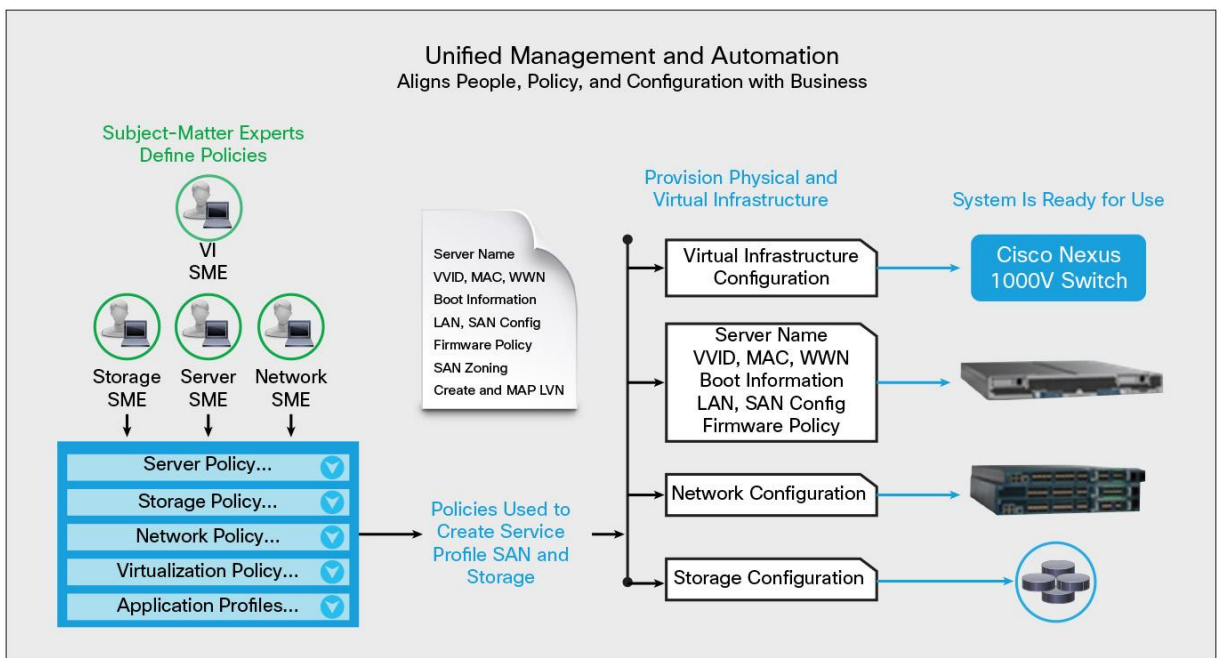 Unified Management and Automation
Aligns People, Policy, and Configuration with Business
Subject-Matter Experts
Define Policies
VI
SME
Storage
SME
Server
SME
Network
SME
Server Policy...
Storage Policy...
Network Policy...
Virtualization Policy...
Application Profiles...
Server Name
VVID, MAC, WWN
Boot Information
LAN, SAN Config
Firmware Policy
SAN Zoning
Create and MAP LVN
Policies Used to
Create Service
Profile SAN and
Storage
Provision Physical and
Virtual Infrastructure
Virtual Infrastructure
Configuration
Server Name
VVID, MAC, WWN
Boot Information
LAN, SAN Config
Firmware Policy
Network Configuration
Storage Configuration
System Is Ready for Use
Cisco Nexus
1000V Switch